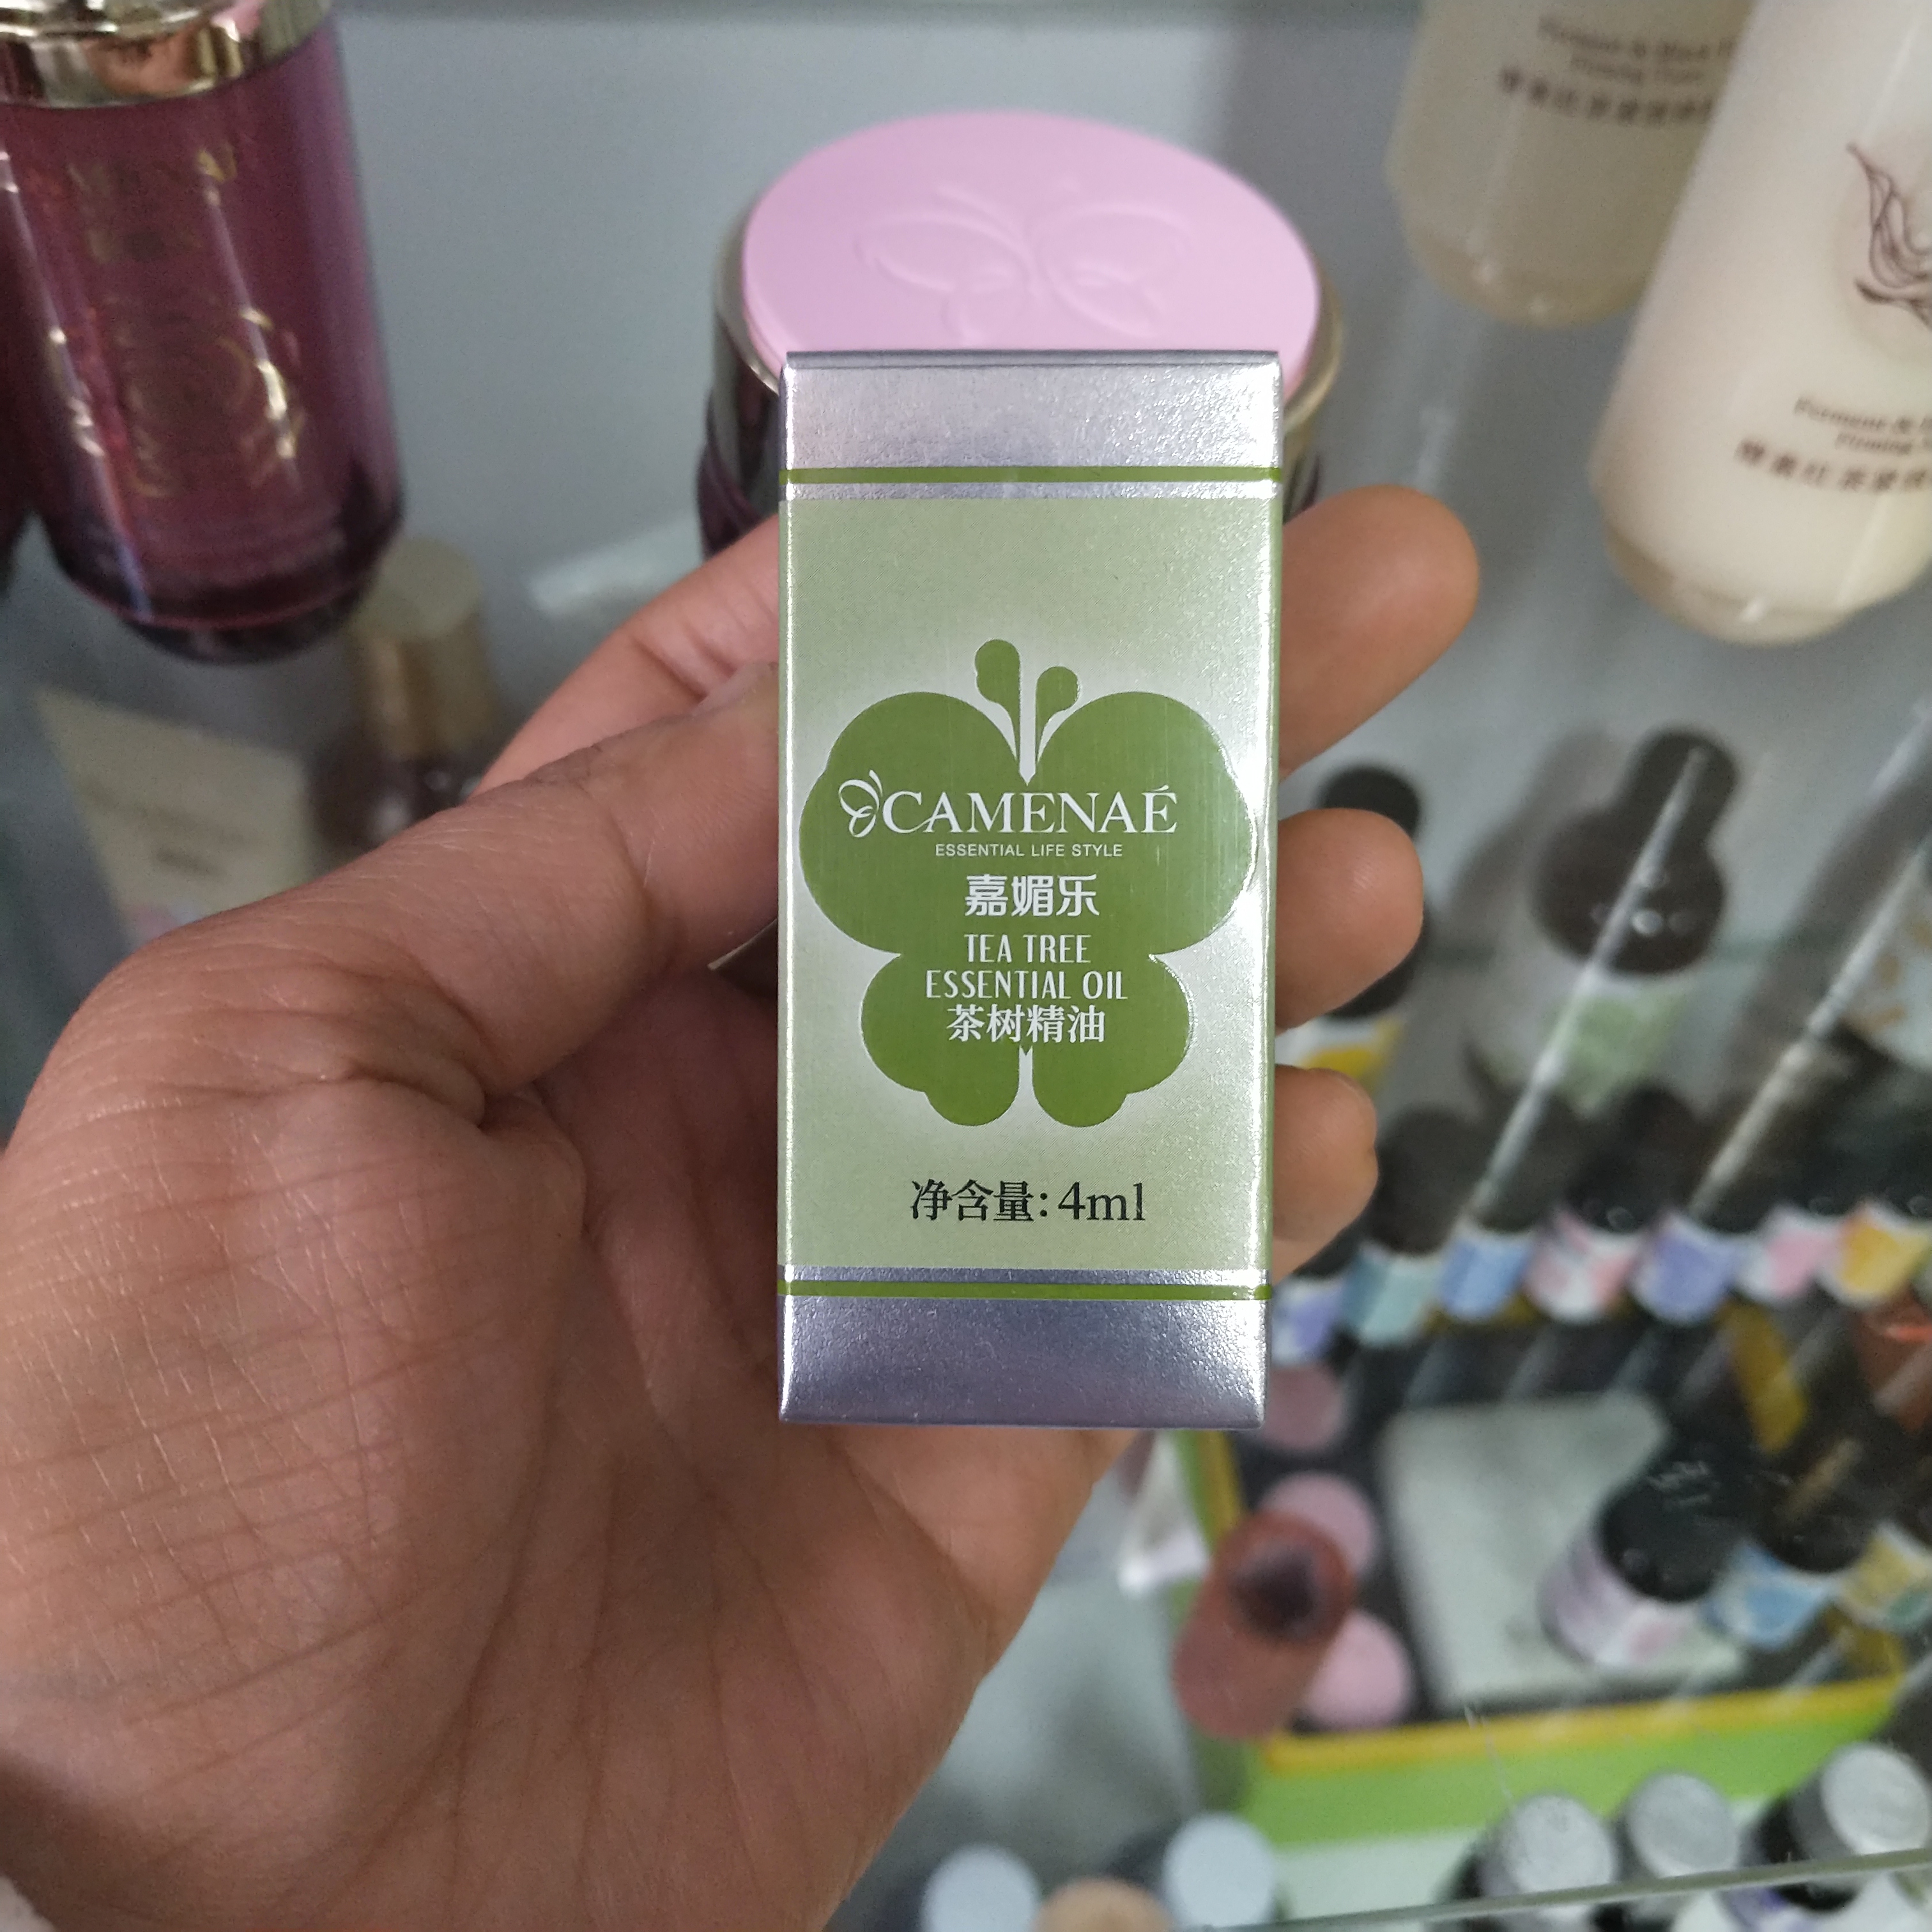 CAMENAÉ
ESSENTIAL LIFE STYLE
嘉媚乐
TEA TREE
ESSENTIAL OIL
茶树精油
净含量:4ml